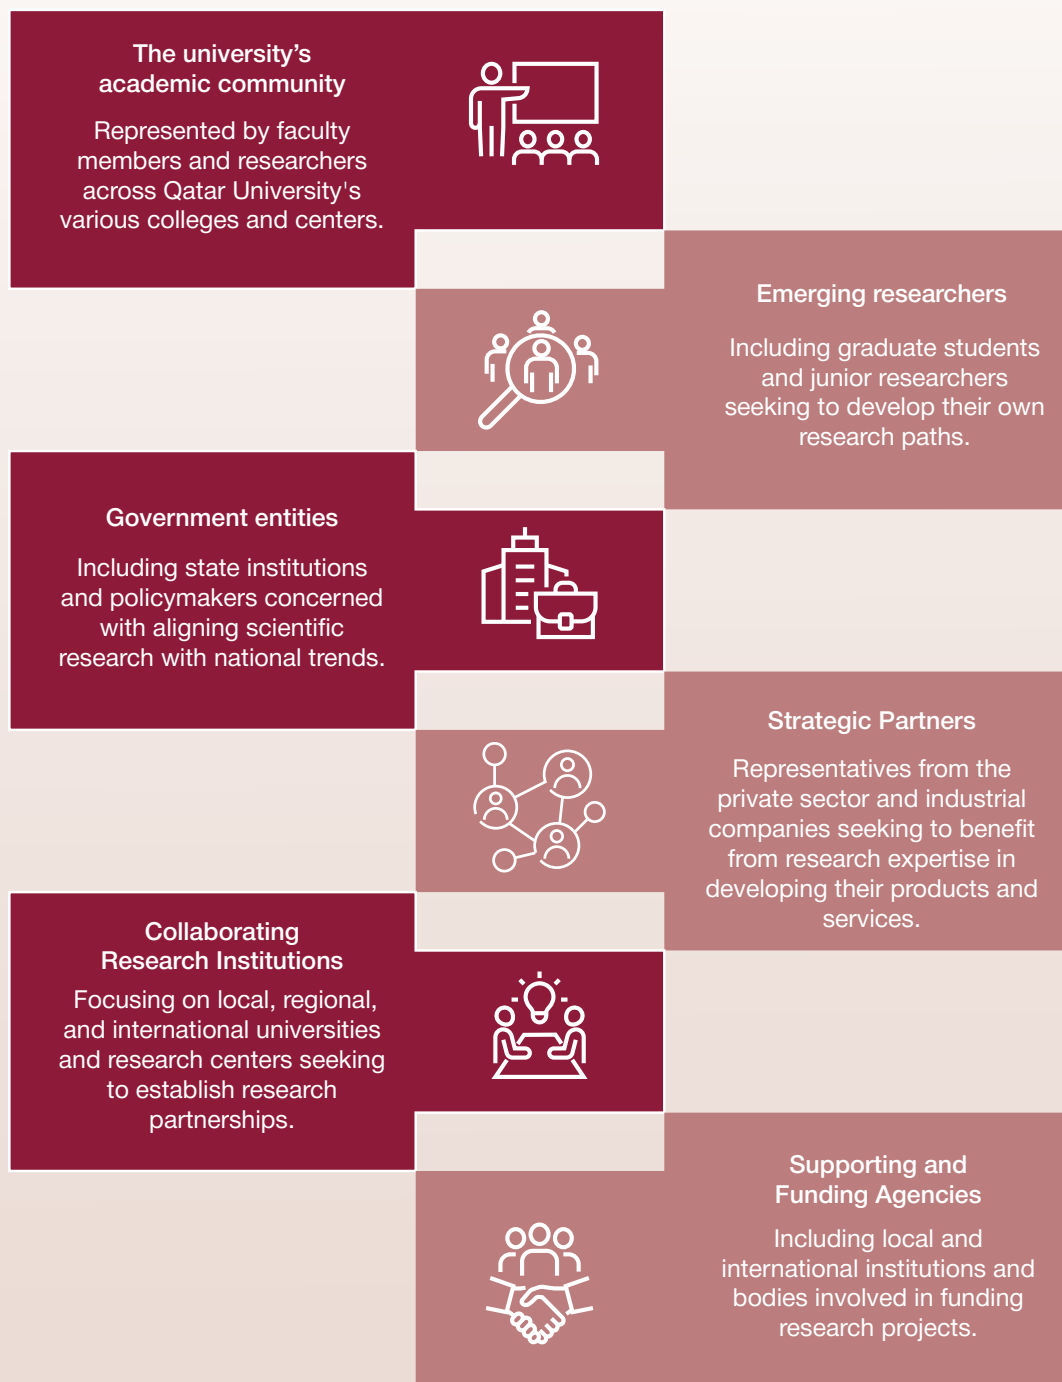 The university’s
academic community
Represented by faculty
members and researchers
across Qatar University's
various colleges and centers.
Emerging researchers
Including graduate students
and junior researchers
seeking to develop their own
research paths.
Government entities
Including state institutions
and policymakers concerned
with aligning scientific
research with national trends.
Strategic Partners
Representatives from the
private sector and industrial
companies seeking to benefit
from research expertise in
developing their products and
services.
Collaborating
Research Institutions
Focusing on local, regional,
and international universities
and research centers seeking
to establish research
partnerships.
Supporting and
Funding Agencies
Including local and
international institutions and
bodies involved in funding
research projects.